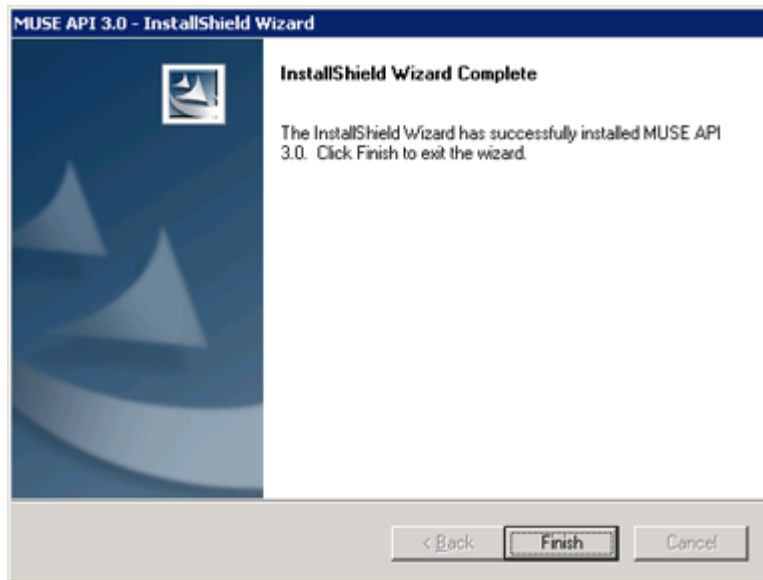 MUSE API 3.0 - InstallShield Wizard
InstallShield Wizard Complete
The InstallShield Wizard has successfully installed MUSE API
3.0. Click Finish to exit the wizard.
< Back
Finish
Cancel